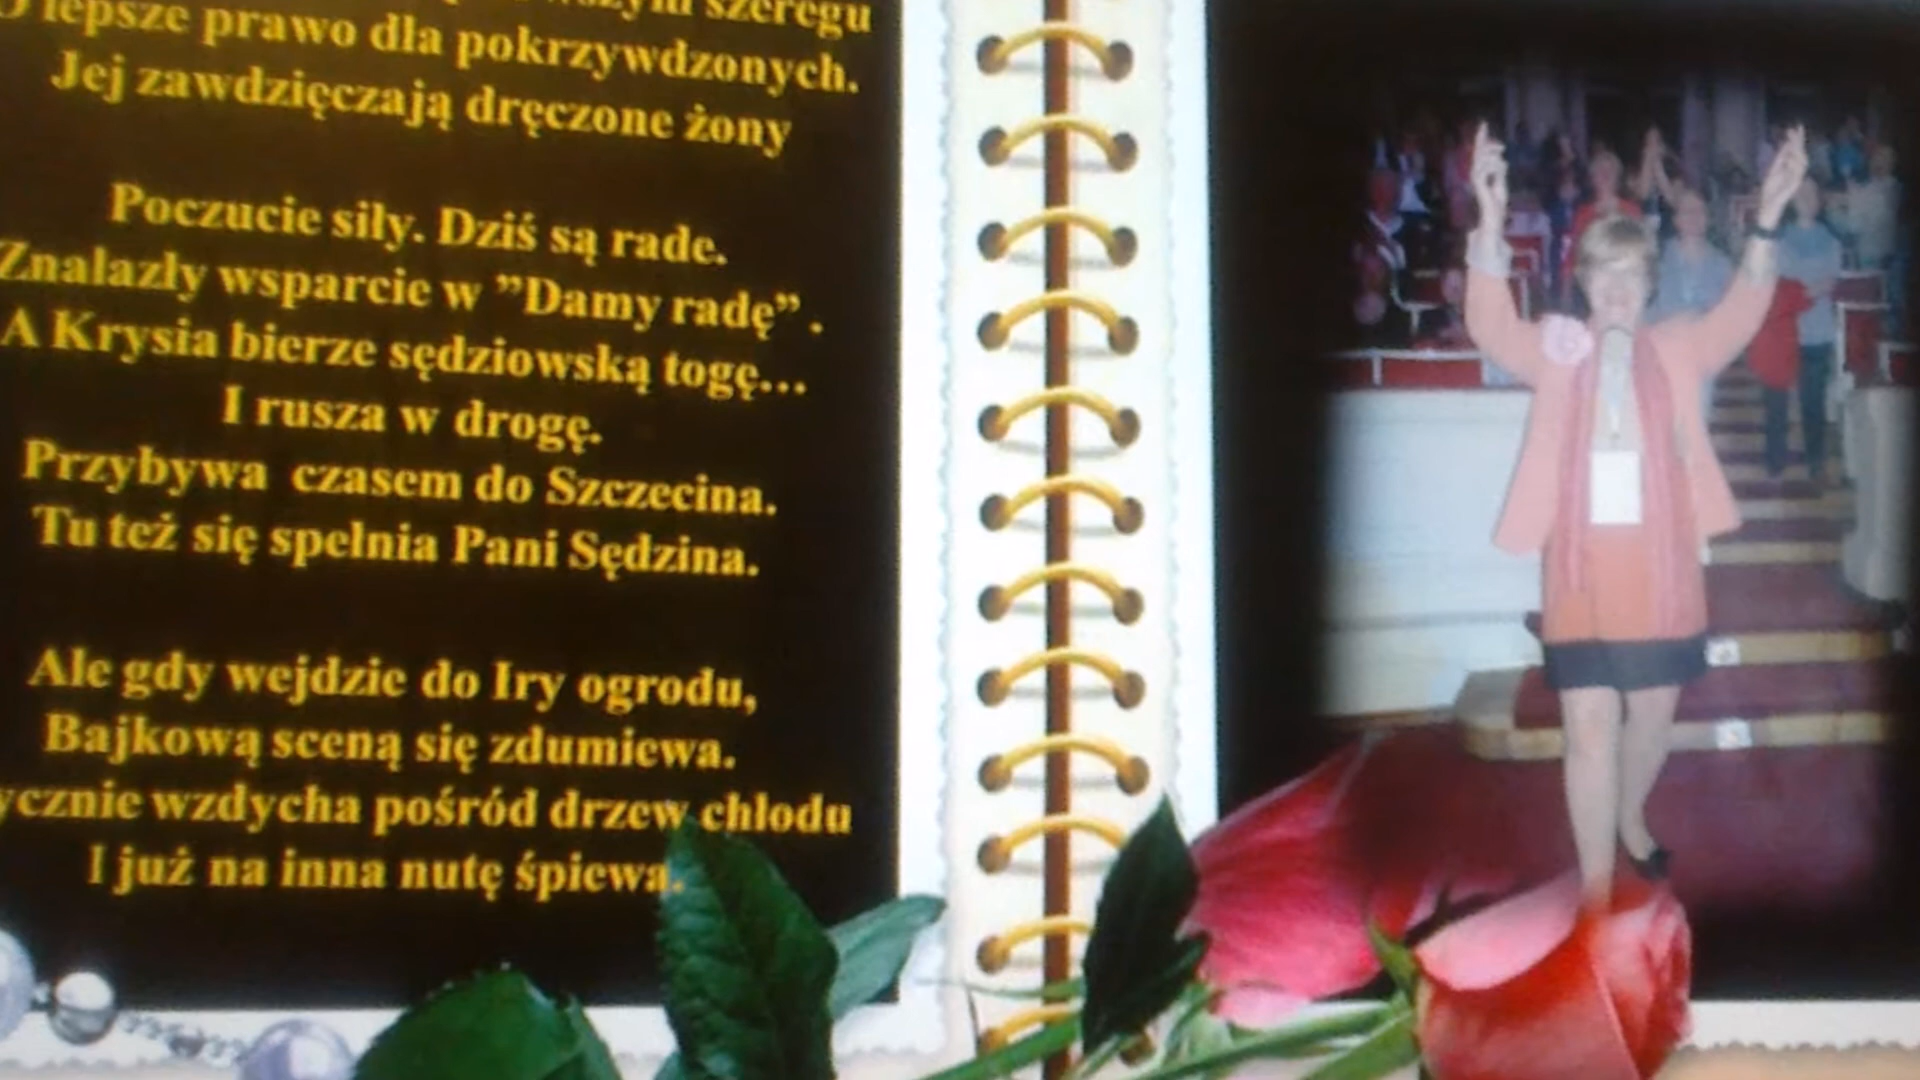 szeregu
O lepsze prawo dla pokrzywdzonych.
Jej zawdzięczają dręczone żony
Poczucie siły. Dziś są rade.
Znalazły wsparcie w ”Damy radę” .
A Krysia bierze sędziowską togę...
I rusza w drogę.
Przybywa czasem do Szczecina.
Tu też się spełnia Pani Sędzina.
Ale gdy wejdzie do Iry ogrodu,
Bajkową sceną się zdumiewa.
wzdycha pośród drzew chłodu
I już na inna nutę śpiewa.